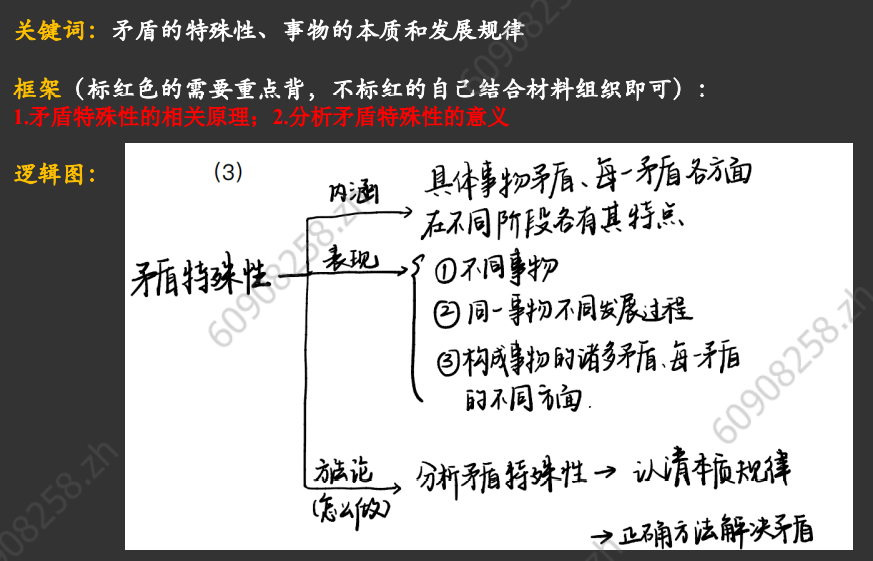 关键词：矛盾的特殊性、事物的本质和发展规律
框架（标红色的需要重点背，不标红的自己结合材料组织即可）：
1.矛盾特殊性的相关原理；2.分析矛盾特殊性的意义
逻辑图：
(3)
内涵
具体事物矛盾、每一矛盾各方面
在不同阶段各有其特点
矛盾特殊性
表现
①不同事物
②同一事物不同发展过程
③构成事物的诸多矛盾、每一矛盾
的不同方面.
方法论
(怎么做)
分析矛盾特殊性→认清本质规律
→正确方法解决矛盾
60908258.zh
60908258.zh
60908258.zh
60908258.zh